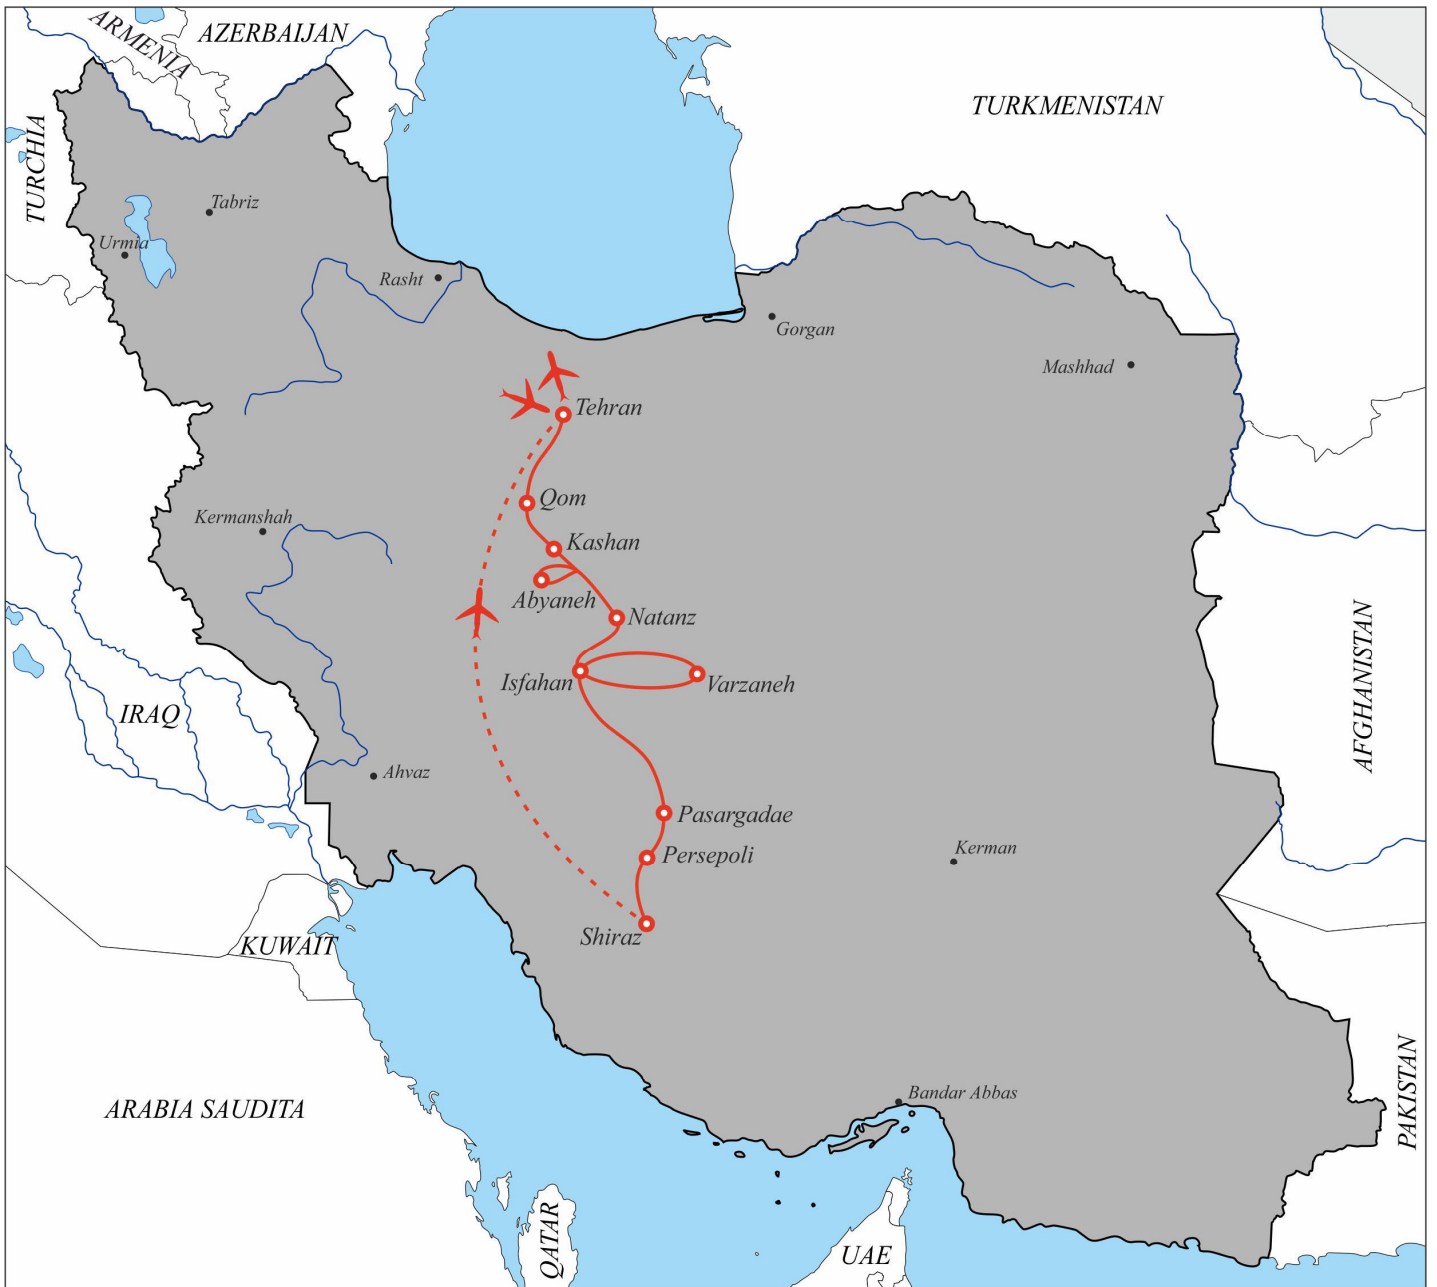 ARMENIA
AZERBAIJAN
TURKMENISTAN
TURCHIA
Tabriz
Urmia
Rasht
Gorgan
Mashhad
Tehran
Qom
Kermanshah
Kashan
Abyaneh
Natanz
AFGHANISTAN
Isfahan
Varzaneh
IRAQ
Ahvaz
Pasargadae
Persepoli
Kerman
Shiraz
KUWAIT
Bandar Abbas
ARABIA SAUDITA
PAKISTAN
QATAR
UAE